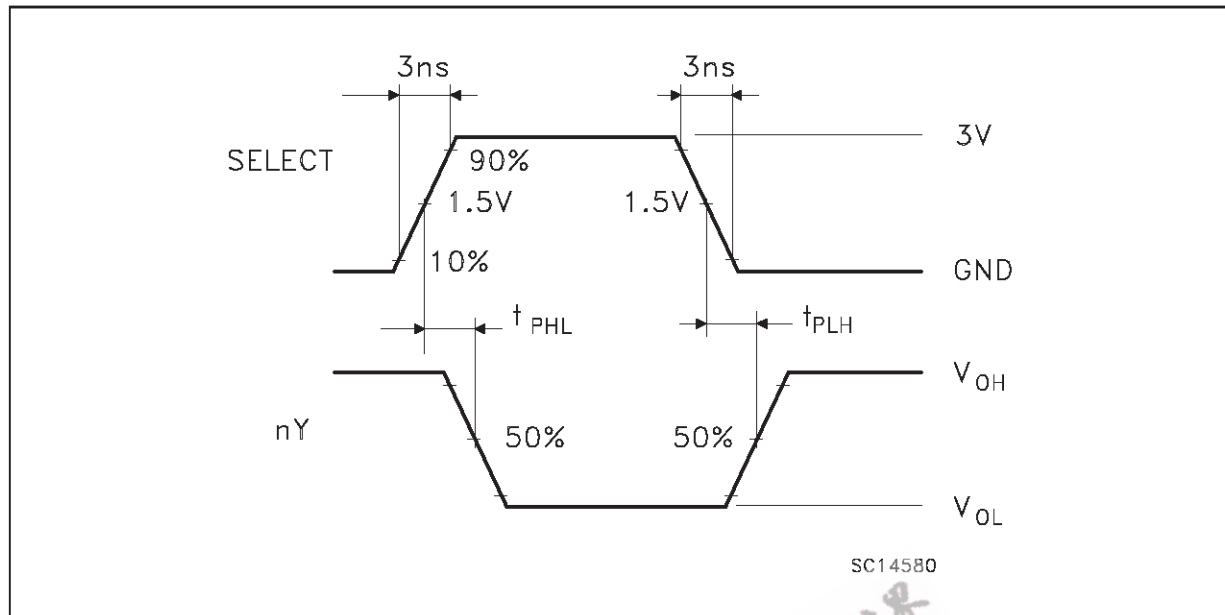 3ns 3ns
3V
SELECT 90%
1.5V 1.5V
10% GND
t PHL tPLH
VOH
nY 50% 50%
VOL
SC14580